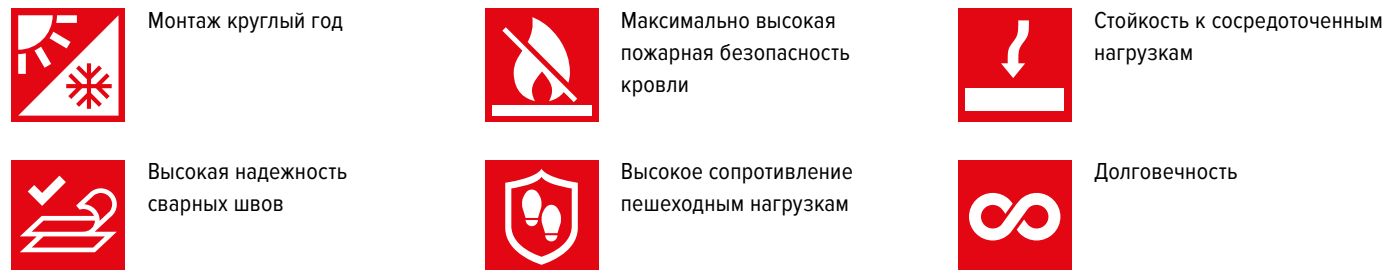 Монтаж круглый год
Максимально высокая
пожарная безопасность
кровли
Стойкость к сосредоточенным
нагрузкам
Высокая надежность
сварных швов
Высокое сопротивление
пешеходным нагрузкам
Долговечность